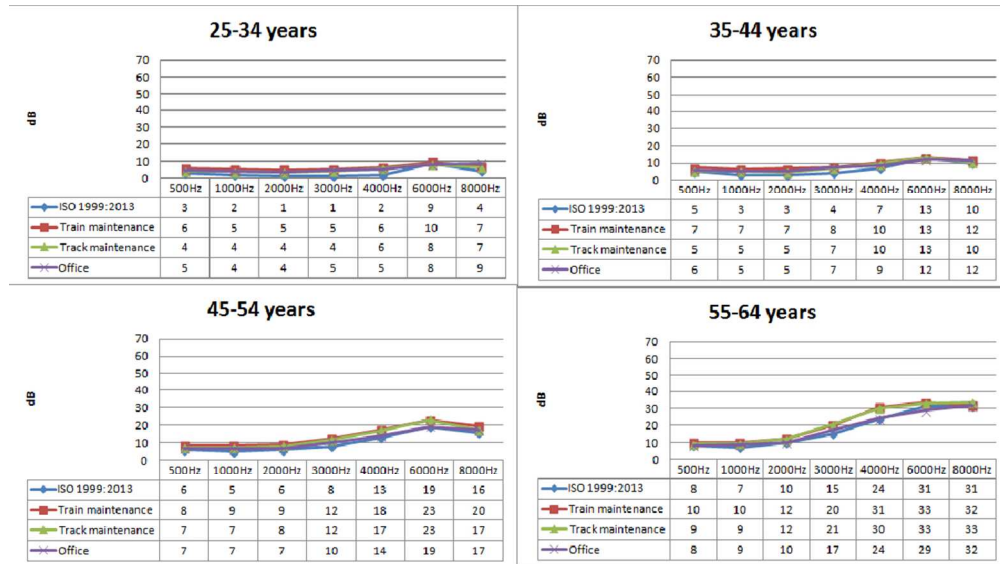 25-34 years
70
60
50
40
30
20
10
0
dB
500Hz 1000Hz 2000Hz 3000Hz 4000Hz 6000Hz 8000Hz
ISO 1999:2013 3 2 1 1 2 9 4
Train maintenance 6 5 5 5 6 10 7
Track maintenance 4 4 4 4 6 8 7
Office 5 4 4 5 5 8 9
35-44 years
70
60
50
40
30
20
10
0
dB
500Hz 1000Hz 2000Hz 3000Hz 4000Hz 6000Hz 8000Hz
ISO 1999:2013 5 3 3 4 7 13 10
Train maintenance 7 7 7 8 10 13 12
Track maintenance 5 5 5 7 10 13 10
Office 6 5 5 7 9 12 12
45-54 years
70
60
50
40
30
20
10
0
dB
500Hz 1000Hz 2000Hz 3000Hz 4000Hz 6000Hz 8000Hz
ISO 1999:2013 6 5 6 8 13 19 16
Train maintenance 8 9 9 12 18 23 20
Track maintenance 7 7 8 12 17 23 17
Office 7 7 7 10 14 19 17
55-64 years
70
60
50
40
30
20
10
0
dB
500Hz 1000Hz 2000Hz 3000Hz 4000Hz 6000Hz 8000Hz
ISO 1999:2013 8 7 10 15 24 31 31
Train maintenance 10 10 12 20 31 33 32
Track maintenance 9 9 12 21 30 33 33
Office 8 9 10 17 24 29 32